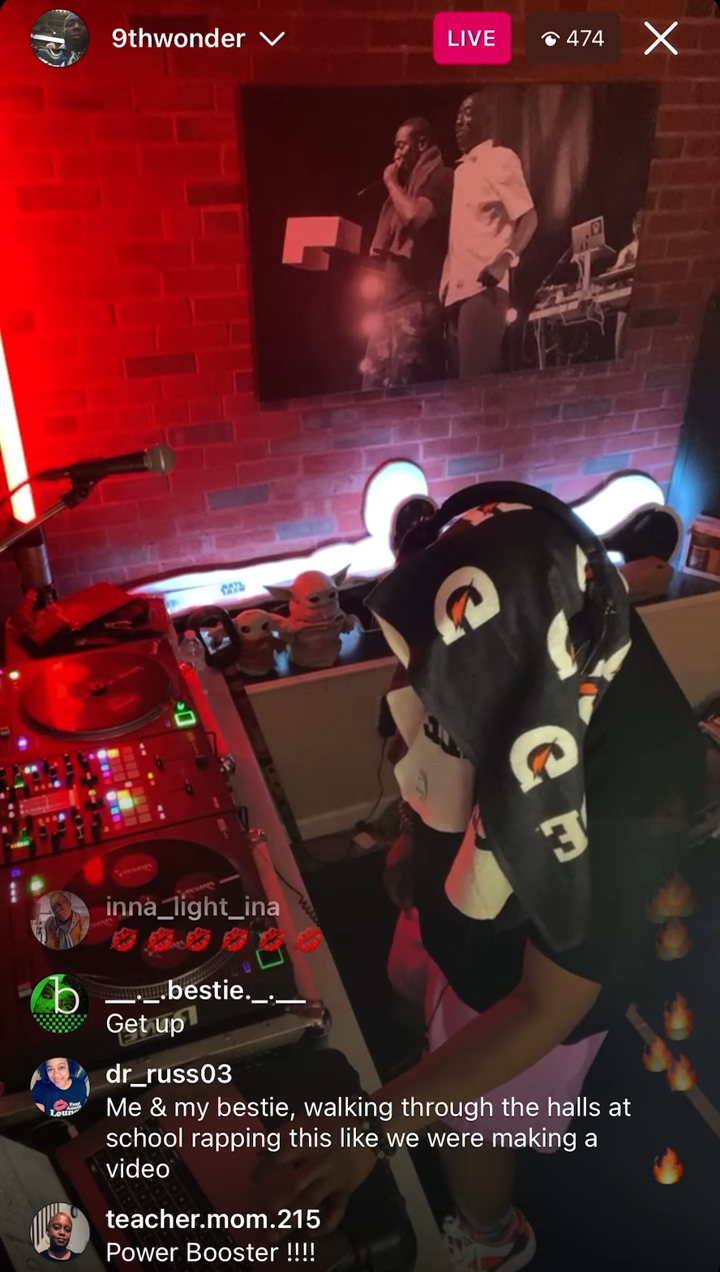 9thwonder
LIVE
474
inna_light_ina
__._.bestie._.__
Get up
dr_russ03
Me & my bestie, walking through the halls at
school rapping this like we were making a
video
teacher.mom.215
Power Booster !!!!